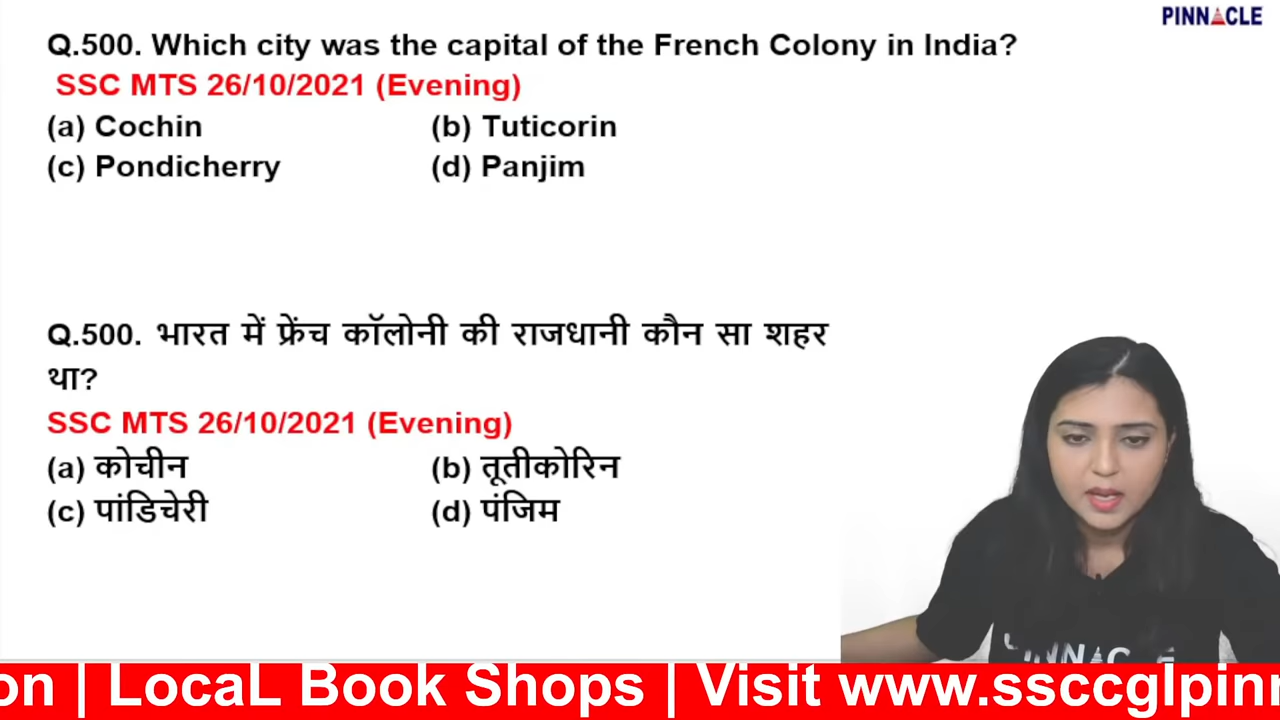 PINNACLE
Q.500. Which city was the capital of the French Colony in India?
SSC MTS 26/10/2021 (Evening)
(a) Cochin (b) Tuticorin
(c) Pondicherry (d) Panjim
Q.500. भारत में फ्रेंच कॉलोनी की राजधानी कौन सा शहर
था?
SSC MTS 26/10/2021 (Evening)
(a) कोचीन (b) तूतीकोरिन
(c) पांडिचेरी (d) पंजिम
PINNACLE
on | LocaL Book Shops | Visit www.ssccglpinn